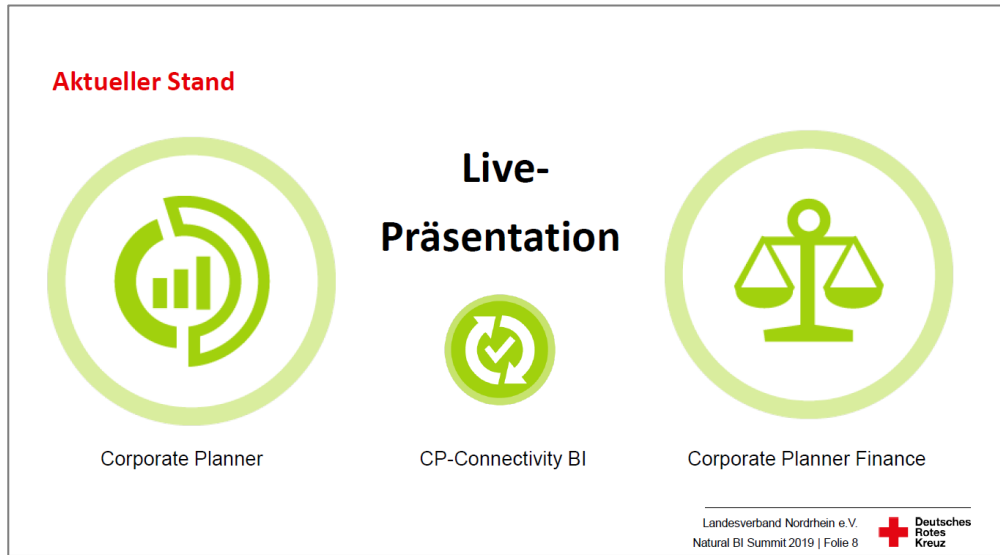 Aktueller Stand
Live-
Präsentation
Corporate Planner
CP-Connectivity BI
Corporate Planner Finance
Landesverband Nordrhein e.V.
Natural BI Summit 2019 | Folie 8
Deutsches
Rotes
Kreuz